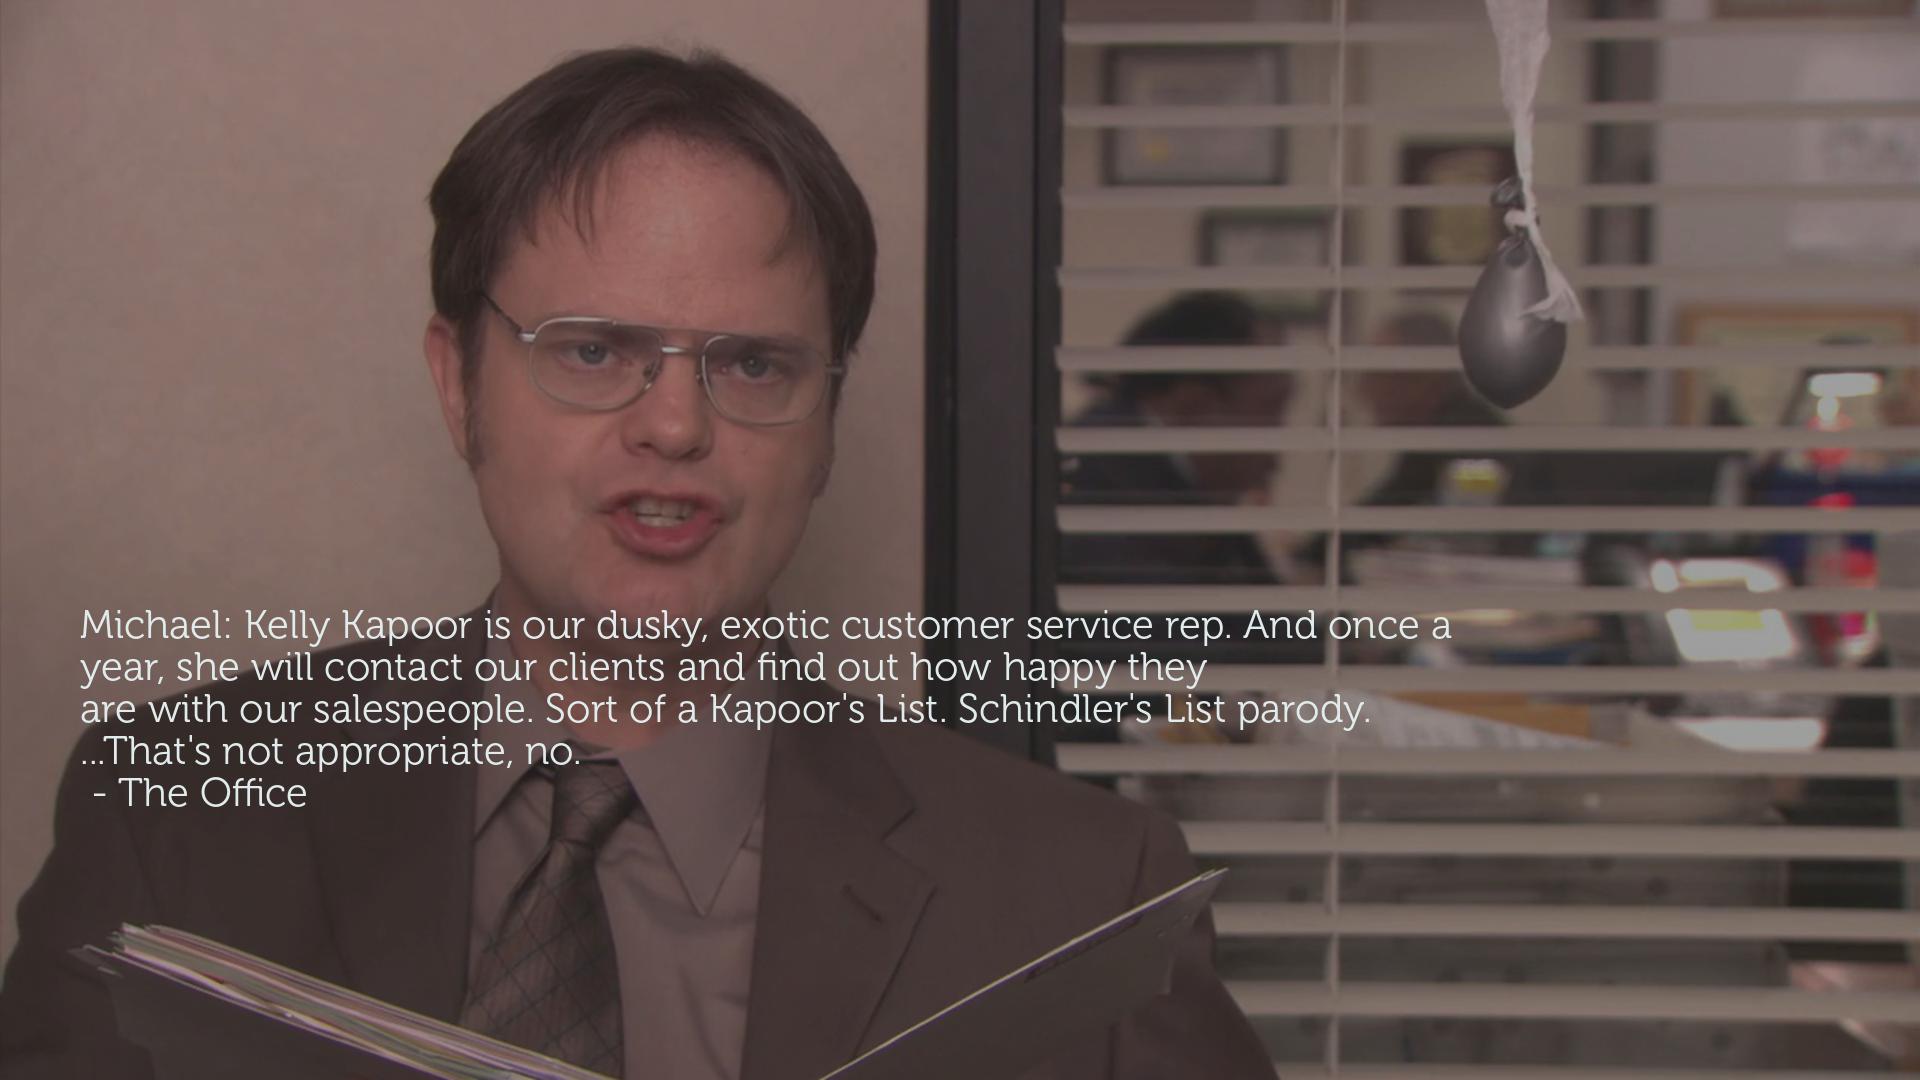 Michael: Kelly Kapoor is our dusky, exotic customer service rep. And once a
year, she will contact our clients and find out how happy they
are with our salespeople. Sort of a Kapoor's List. Schindler's List parody.
...That's not appropriate, no.
- The Office